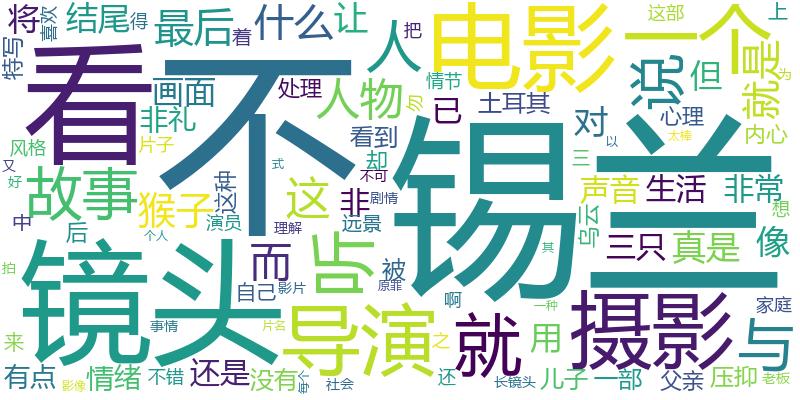 将
喜欢
结尾
得
最后
着
什么
让
人
把
电影
一个
这部
上
特写
看
不
画面
处理
人物
勿
情节
已
土耳其
说
但
就是
为
非礼
看到
对
心理
内心
风格
片子
却
三
以
太棒
又
好
故事
猴子
这种
这
非
式
不可
剧情
锡兰
声音
生活
非常
中
后
演员
理解
远景
乌云
三只
真是
想
像
个人
镜头
听
而
自己
影片
被
原罪
啊
其
拍
导演
就
用
摄影
与
家庭
一种
来
事情
片名
之
有点
影像
情绪
不错
还是
没有
每个
社会
还
长镜头
儿子
一部
父亲
压抑
老板